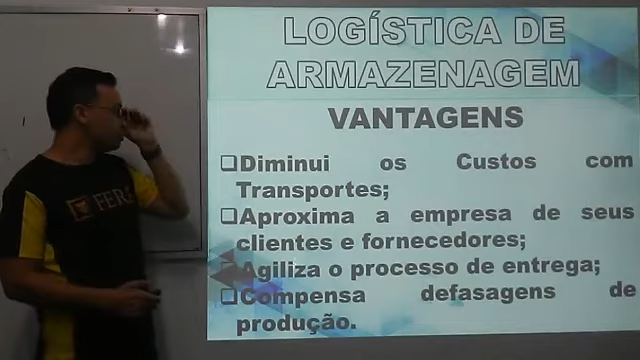 LOGÍSTICA DE
ARMAZENAGEM
VANTAGENS
Diminui os Custos com
Transportes;
Aproxima a empresa de seus
clientes e fornecedores;
Agiliza o processo de entrega;
Compensa defasagens de
produção.